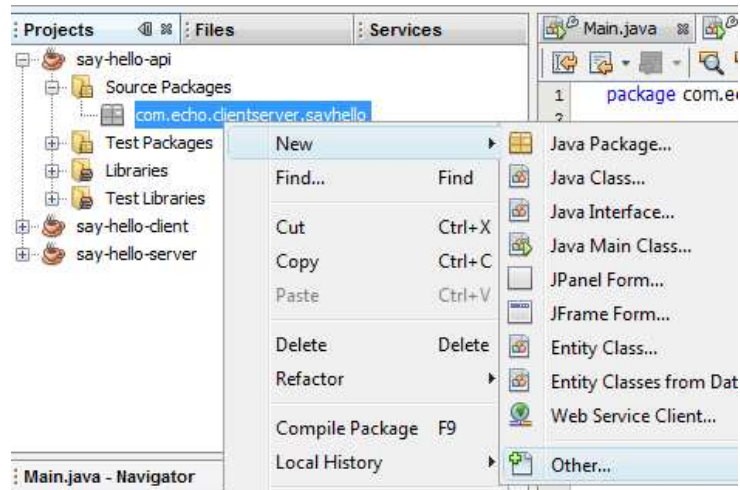 Projects
Files
Services
Main.java
say-hello-api
Source Packages
com.echo.clientserver.sayhello
Test Packages
Libraries
Test Libraries
say-hello-client
say-hello-server
1 package com.e
2
New
Find... Find
Cut Ctrl+X
Copy Ctrl+C
Paste Ctrl+V
Delete Delete
Refactor
Compile Package F9
Local History
Java Package...
Java Class...
Java Interface...
Java Main Class...
JPanel Form...
JFrame Form...
Entity Class...
Entity Classes from Dat
Web Service Client...
Other...
Main.java - Navigator